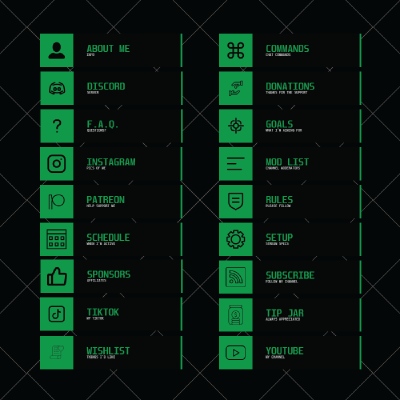 ABOUT ME
INFO
DISCORD
SERVER
F.A.Q.
QUESTIONS?
INSTAGRAM
PICS OF ME
PATREON
HELP SUPPORT ME
SCHEDULE
WHEN I'M ACTIVE
SPONSORS
AFFILIATES
TIKTOK
MY TIKTOK
WISHLIST
THINGS I'D LIKE
COMMANDS
CHAT COMMANDS
DONATIONS
THANKS FOR THE SUPPORT
GOALS
WHAT I'M AIMING FOR
MOD LIST
CHANNEL MODERATORS
RULES
PLEASE FOLLOW
SETUP
STREAM SPECS
SUBSCRIBE
FOLLOW MY CHANNEL
TIP JAR
ALWAYS APPRECIATED
YOUTUBE
MY CHANNEL